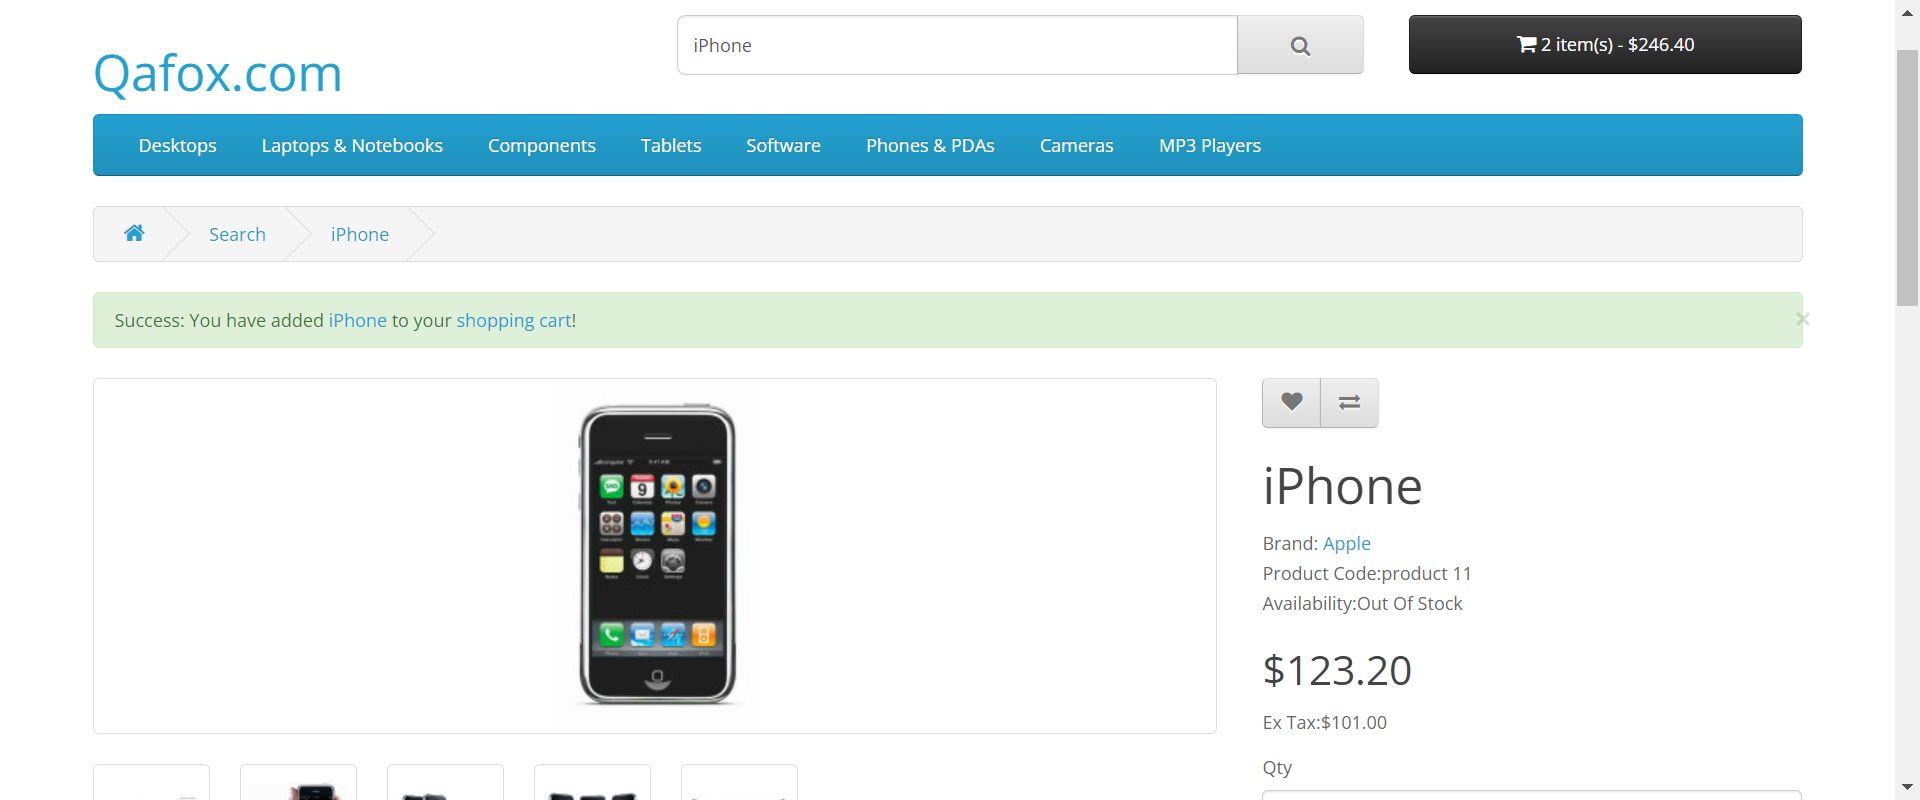 iPhone
2 item(s) - $246.40
Qafox.com
Desktops
Laptops & Notebooks
Components
Tablets
Software
Phones & PDAs
Cameras
MP3 Players
Search
iPhone
Success: You have added iPhone to your shopping cart!
×
iPhone
Brand: Apple
Product Code:product 11
Availability:Out Of Stock
$123.20
Ex Tax:$101.00
Qty